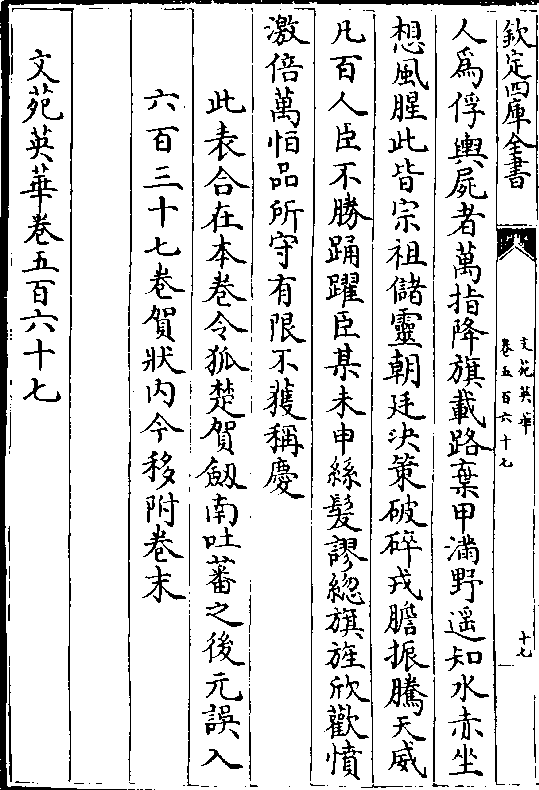 欽定四庫全書
文苑英華
卷五百六十七
十七
人為俘輿屍者萬指降旗載路棄甲滿野遥知水赤坐
想風腥此皆宗祖儲靈朝廷決策破碎戎膽振騰天威
凡百人臣不勝踊躍臣某未申絲髮謬總旗旌欣歡憤
激倍萬恒品所守有限不獲稱慶
此表合在本卷令狐楚賀劔南吐蕃之後元誤入
六百三十七卷賀狀内今移附卷末
文苑英華卷五百六十七